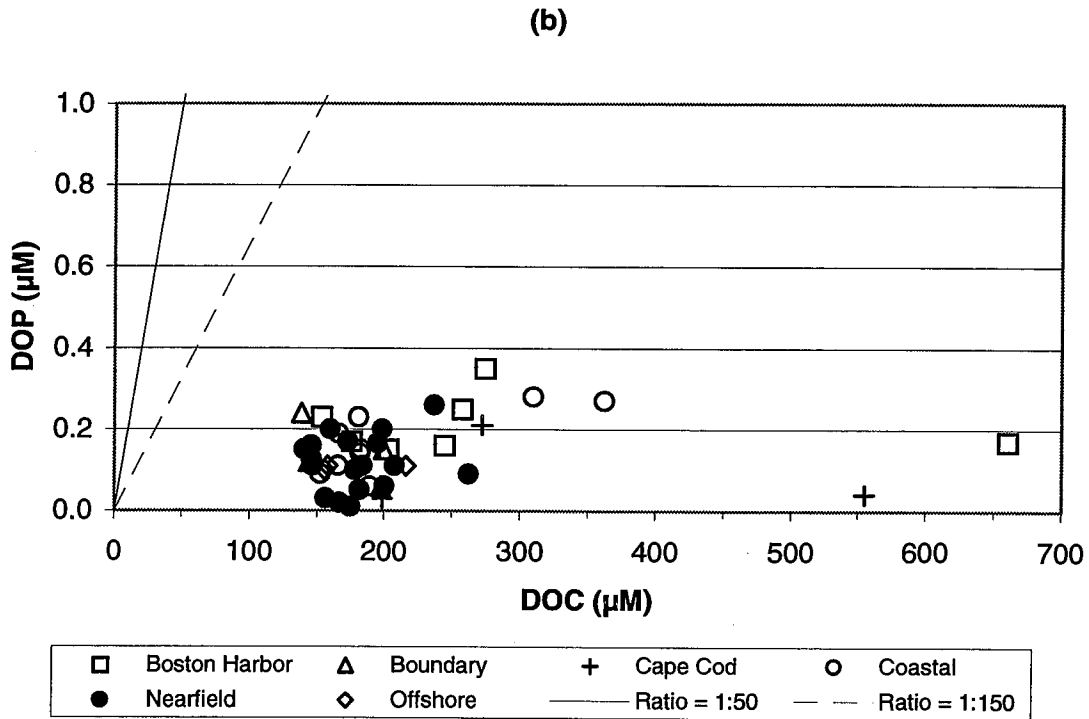 (b)
1.0
0.8
0.6
0.4
0.2
0.0
DOP (µM)
0 100 200 300 400 500 600 700
DOC (µM)
Boston Harbor Boundary Cape Cod Coastal
Nearfield Offshore Ratio = 1:50 Ratio = 1:150